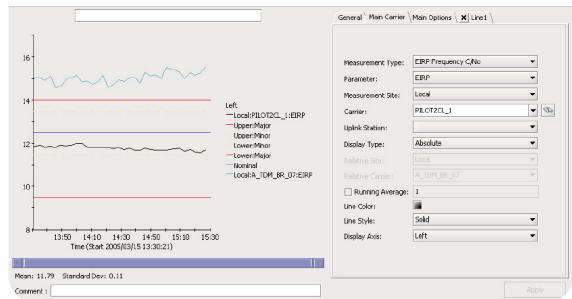 General
Main Carrier
Main Options
Line1
16
14
12
10
8
13:50 14:10 14:30 14:50 15:10 15:30
Time (Start 2005/03/15 13:30:21)
Left
Local:PILOT2CL_1:EIRP
Upper:Major
Upper:Minor
Lower:Minor
Lower:Major
Nominal
Local:A_TDM_BR_07:EIRP
Mean: 11.79 Standard Dev: 0.11
Comment :
Measurement Type: EIRP Frequency C/No
Parameter: EIRP
Measurement Site: Local
Carrier: PILOT2CL_1
Uplink Station:
Display Type: Absolute
Relative Site: Local
Relative Carrier: A_TDM_BR_07
Running Average: 1
Line Color:
Line Style: Solid
Display Axis: Left
Apply